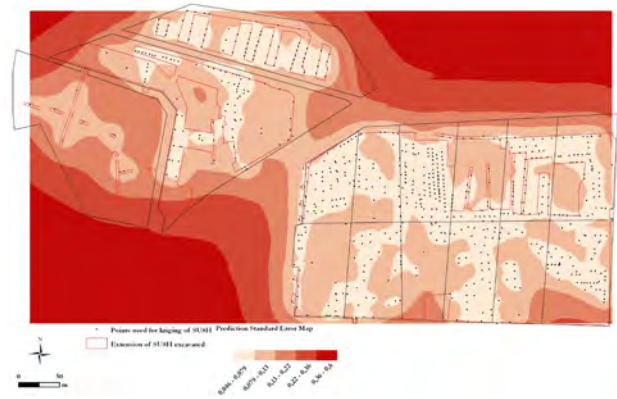 Points used for kriging of SUSH Prediction Standard Error Map
Extension of SUSH excavated
N
0 50
m
0,046 - 0,079
0,079 - 0,13
0,13 - 0,22
0,22 - 0,36
0,36 - 0,6